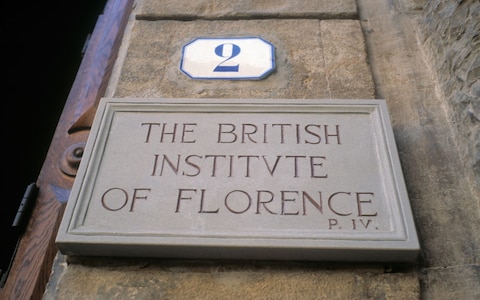 2
THE BRITISH
INSTITVTE
OF FLORENCE
P. IV.